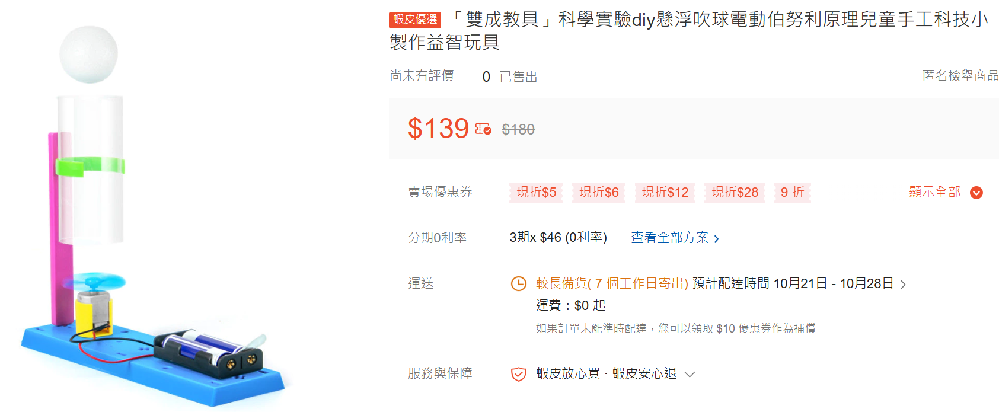 蝦皮優選 「雙成教具」科學實驗diy懸浮吹球電動伯努利原理兒童手工科技小
製作益智玩具
尚未有評價 0 已售出 匿名檢舉商品
$139 $180
賣場優惠券 現折$5 現折$6 現折$12 現折$28 9 折 顯示全部
分期0利率 3期x $46 (0利率) 查看全部方案
運送 較長備貨( 7 個工作日寄出) 預計配達時間 10月21日 - 10月28日
運費：$0 起
如果訂單未能準時配達，您可以領取 $10 優惠券作為補償
服務與保障 蝦皮放心買 · 蝦皮安心退